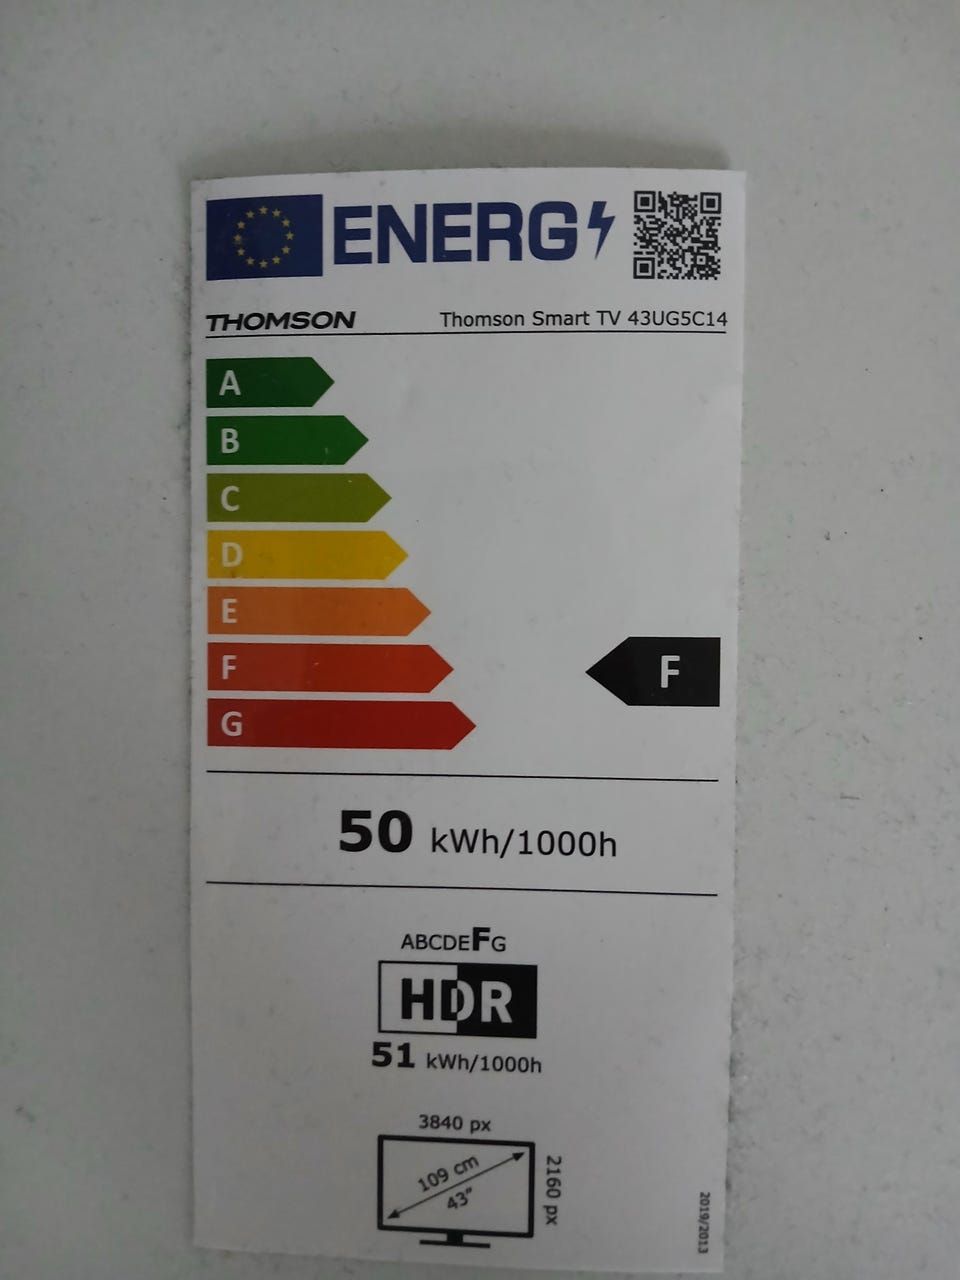 ENERG
THOMSON
Thomson Smart TV 43UG5C14
A
B
C
D
E
F
F
G
50 kWh/1000h
ABCDEFG
HDR
51 kWh/1000h
3840 px
109 cm
43"
2160 px
2019/2013